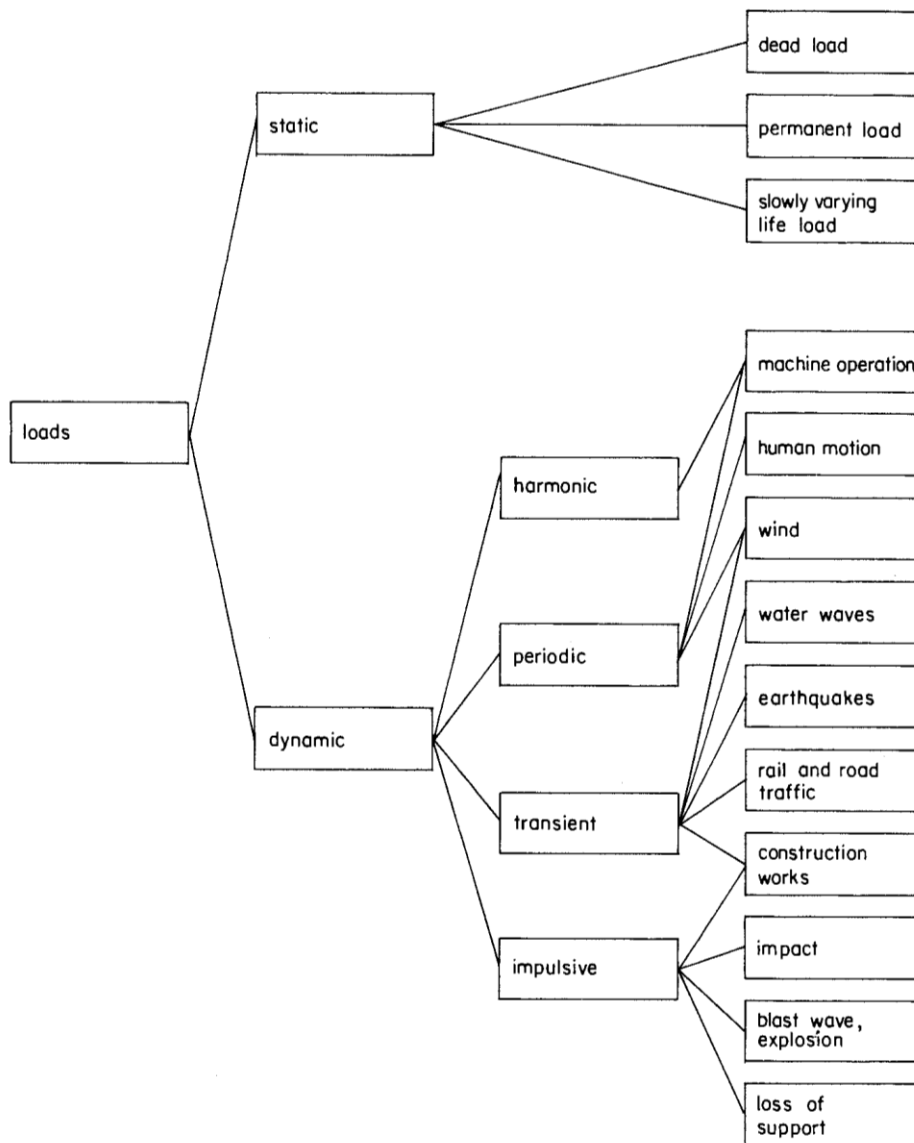 dead load
static
permanent load
slowly varying
life load
machine operation
loads
human motion
harmonic
wind
water waves
periodic
earthquakes
dynamic
rail and road
traffic
transient
construction
works
impact
impulsive
blast wave,
explosion
loss of
support